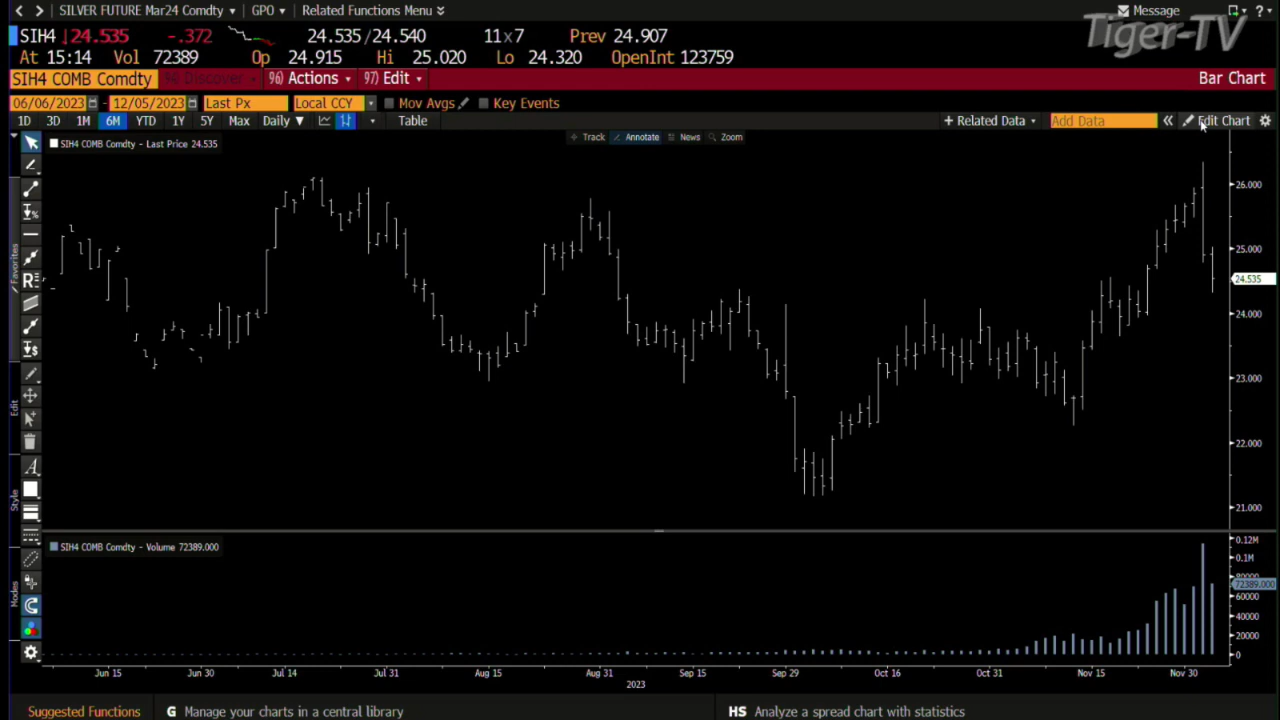 SILVER FUTURE Mar24 Comdty ▾ GPO ▾ Related Functions Menu Message ? ▾
Tiger-TV
SIH4 ↓24.535 -.372 24.535/24.540 11x7 Prev 24.907
At 15:14 Vol 72389 Op 24.915 Hi 25.020 Lo 24.320 OpenInt 123759
SIH4 COMB Comdty 96) Actions ▾ 97) Edit ▾ Bar Chart
06/06/2023 - 12/05/2023 Last Px Local CCY Mov Avgs Key Events
1D 3D 1M 6M YTD 1Y 5Y Max Daily ▼ Table + Related Data ▾ Add Data « Edit Chart
Track Annotate News Zoom
SIH4 COMB Comdty - Last Price 24.535
26.000
25.000
24.535
24.000
23.000
22.000
21.000
Favorites
Edit
Style
Modes
SIH4 COMB Comdty - Volume 72389.000
0.12M
0.1M
80000
72389.000
60000
40000
20000
0
Jun 15 Jun 30 Jul 14 Jul 31 Aug 15 Aug 31 Sep 15 Sep 29 Oct 16 Oct 31 Nov 15 Nov 30
2023
Suggested Functions G Manage your charts in a central library HS Analyze a spread chart with statistics